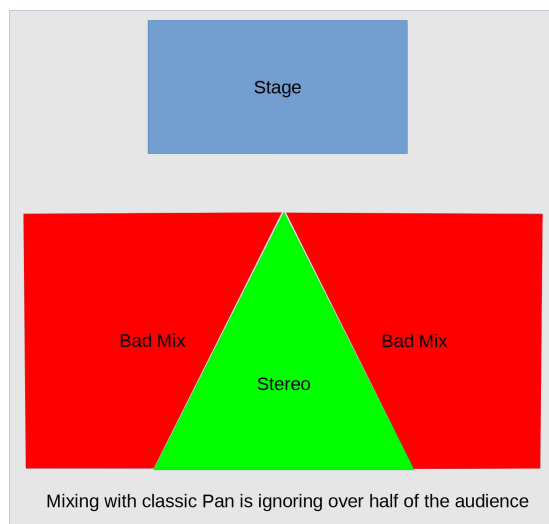 Stage
Bad Mix
Bad Mix
Stereo
Mixing with classic Pan is ignoring over half of the audience